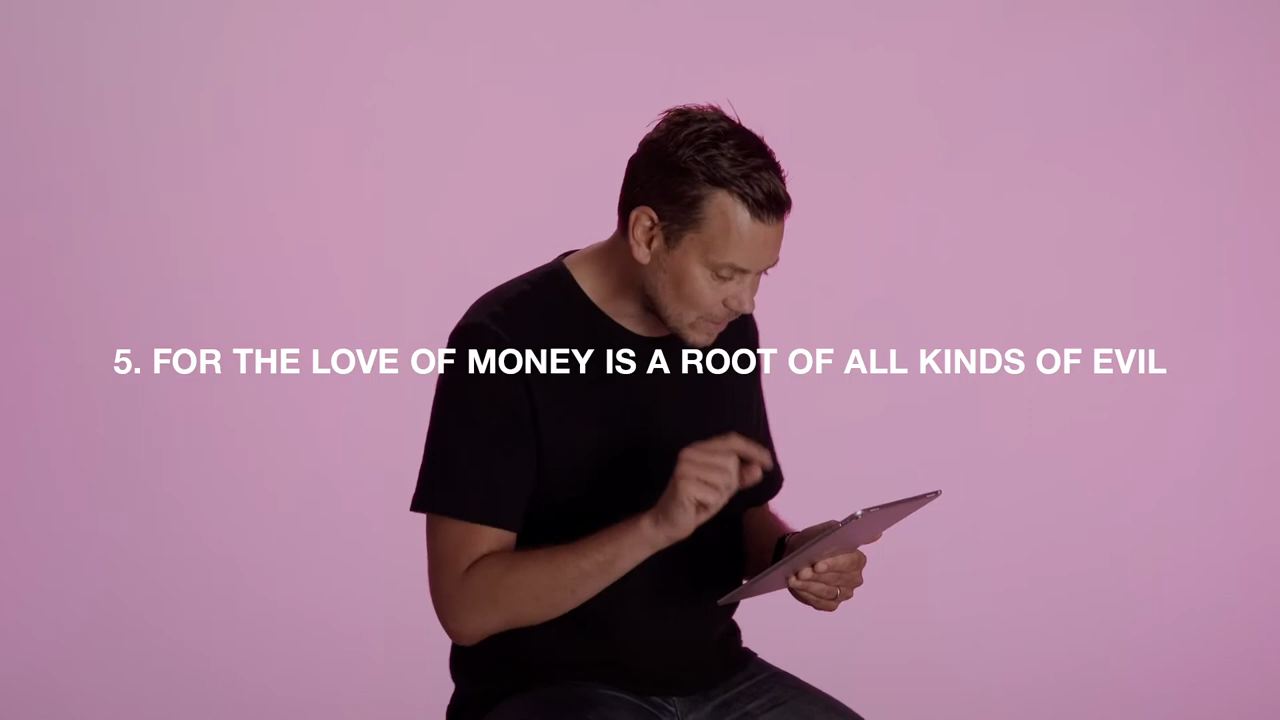 5. FOR THE LOVE OF MONEY IS A ROOT OF ALL KINDS OF EVIL